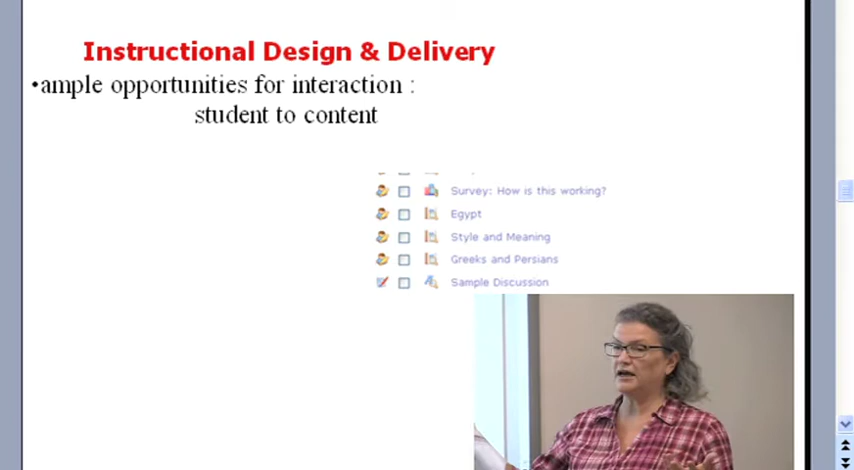 Instructional Design & Delivery
•ample opportunities for interaction :
student to content
Survey: How is this working?
Egypt
Style and Meaning
Greeks and Persians
Sample Discussion